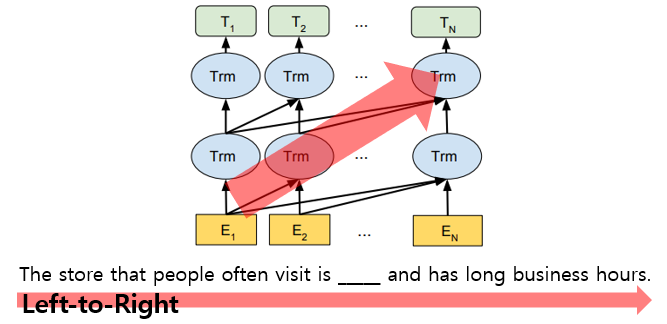 T1 T2 ... TN
Trm Trm ... Trm
Trm Trm ... Trm
E1 E2 ... EN
The store that people often visit is ____ and has long business hours.
Left-to-Right